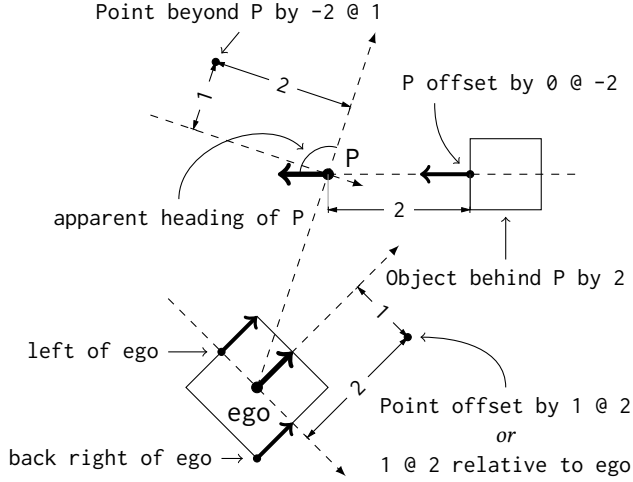 Point beyond P by -2 @ 1
2
1
P offset by 0 @ -2
P
apparent heading of P
2
Object behind P by 2
1
left of ego
2
ego
Point offset by 1 @ 2
or
back right of ego
1 @ 2 relative to ego